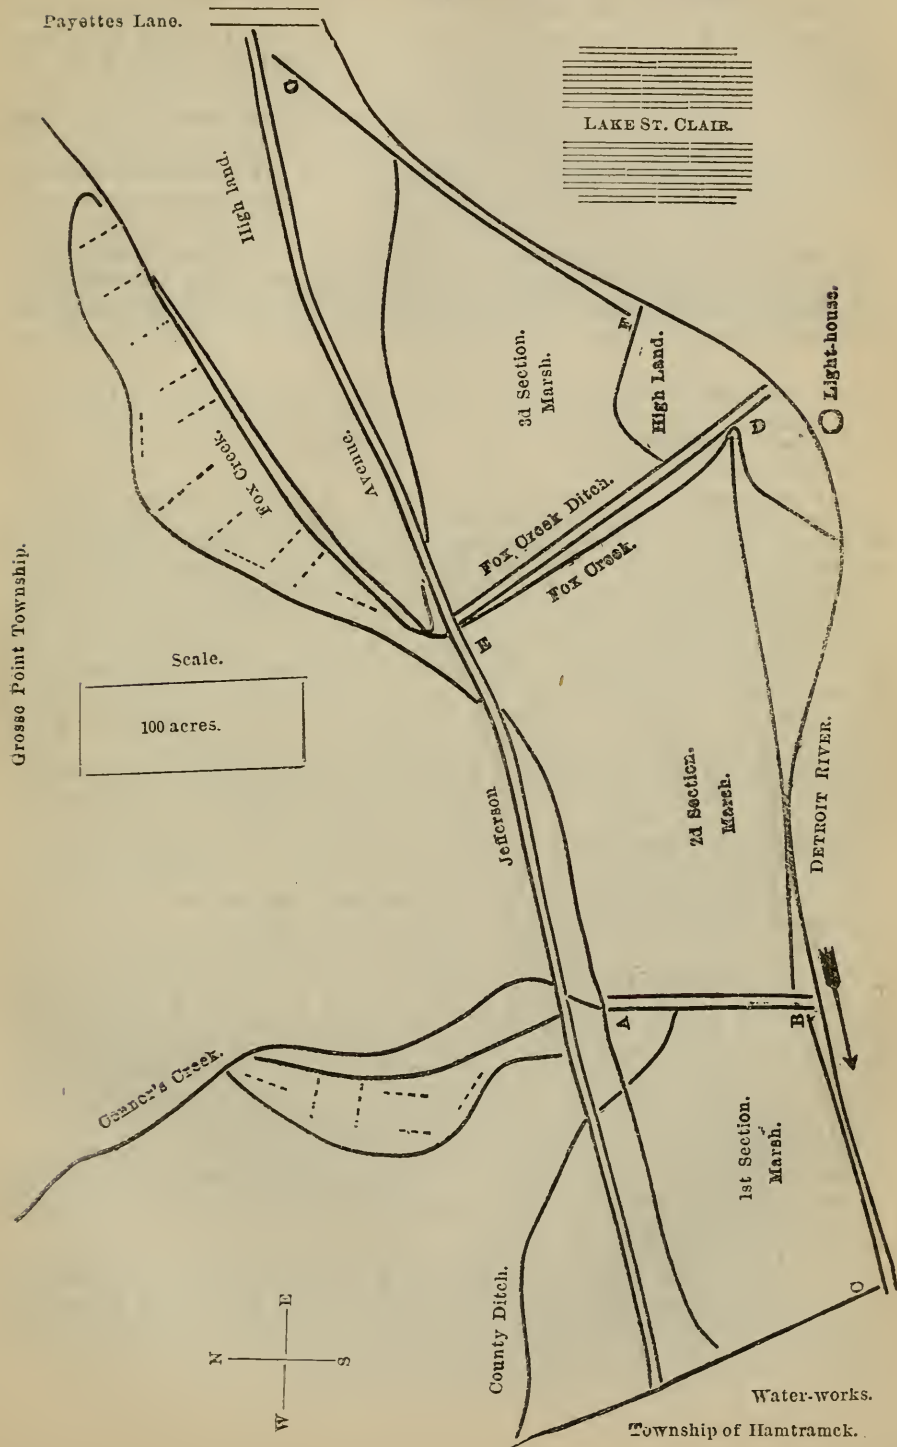 Payettes Lane.
G
LAKE ST. CLAIR.
High land.
3d Section.
Marsh.
F
High Land.
Light-house.
D
Fox Creek.
Avenue.
Fox Creek Ditch.
Fox Creek.
E
Grosse Point Township.
Scale.
100 acres.
Jefferson
2d Section.
Marsh.
DETROIT RIVER.
A
B
Conner's Creek.
1st Section.
Marsh.
C
County Ditch.
N
E
S
W
Water-works.
Township of Hamtramck.